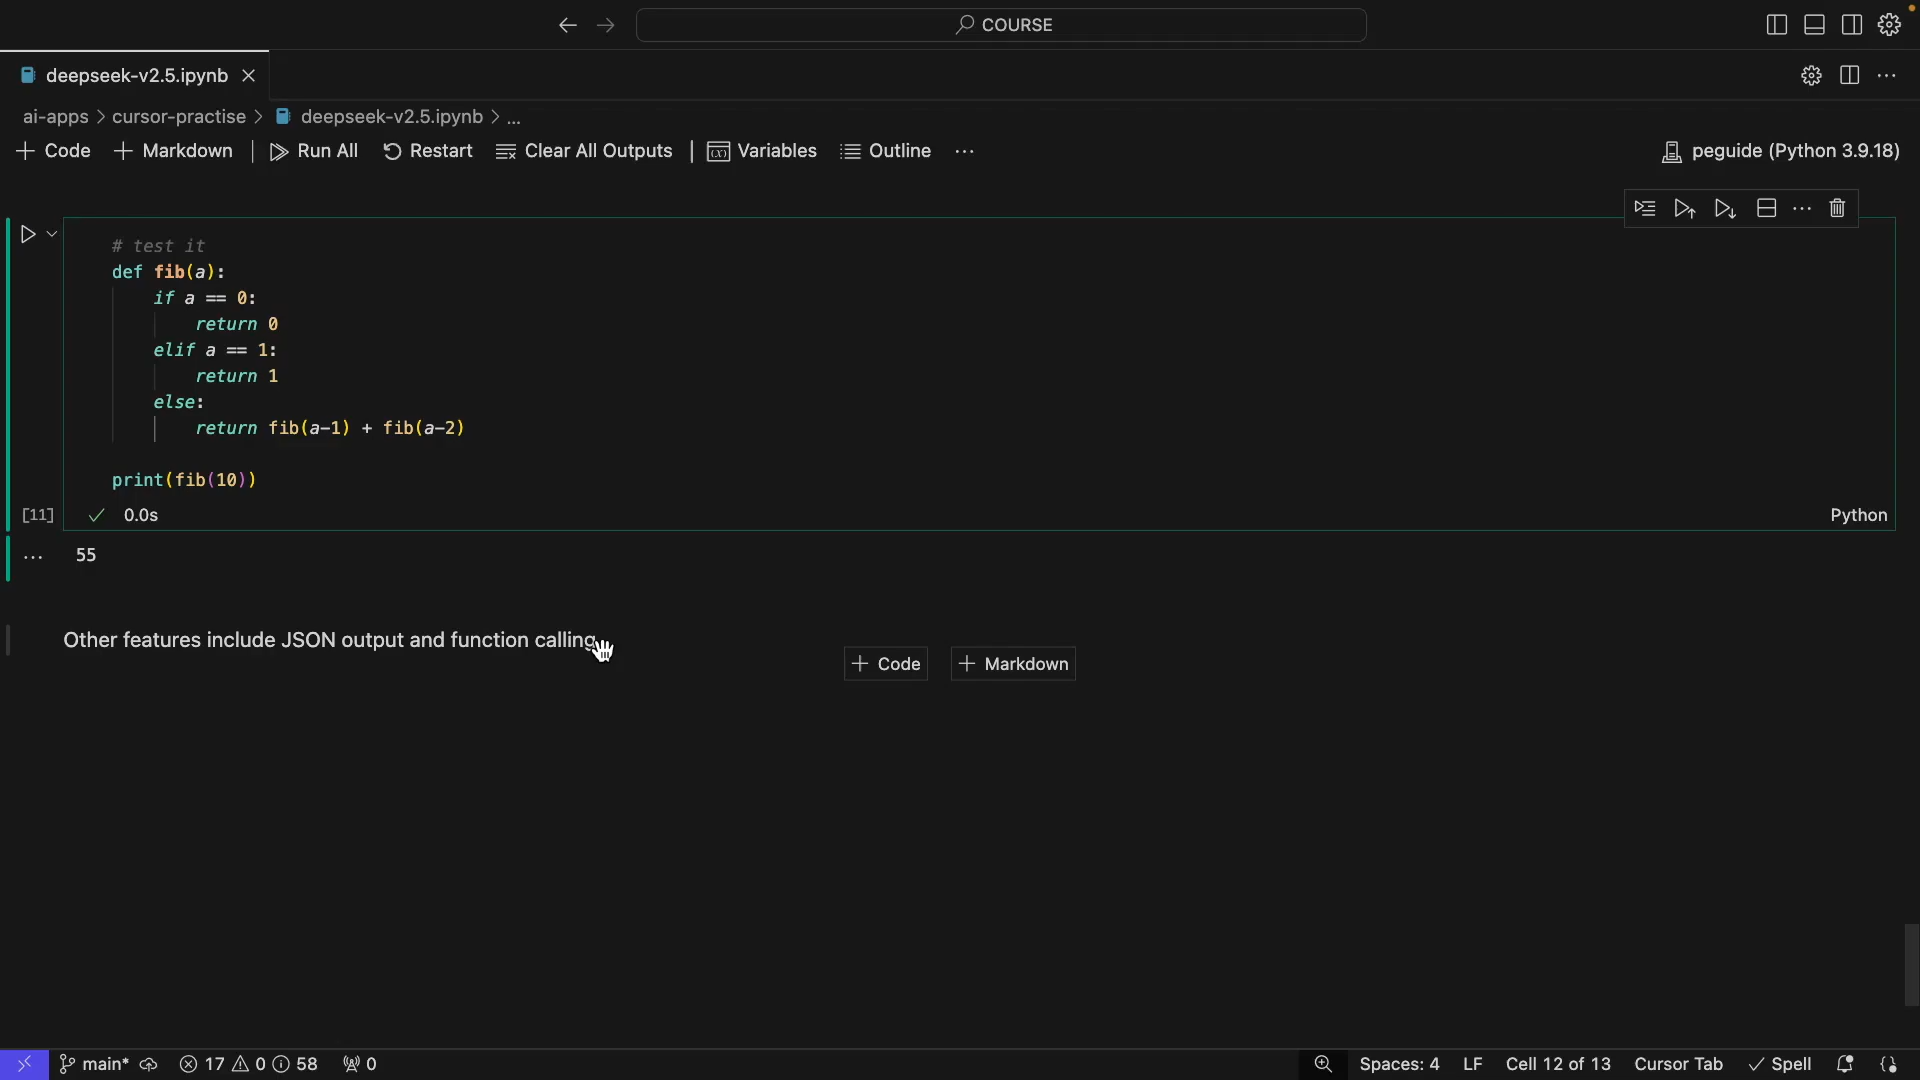 COURSE
deepseek-v2.5.ipynb
ai-apps > cursor-practise > deepseek-v2.5.ipynb > ...
Code Markdown Run All Restart Clear All Outputs Variables Outline ... peguide (Python 3.9.18)
# test it
def fib(a):
    if a == 0:
        return 0
    elif a == 1:
        return 1
    else:
        return fib(a-1) + fib(a-2)
print(fib(10))
[11] 0.0s Python
... 55
Other features include JSON output and function calling
+ Code + Markdown
main* 17 0 58 0 Spaces: 4 LF Cell 12 of 13 Cursor Tab Spell